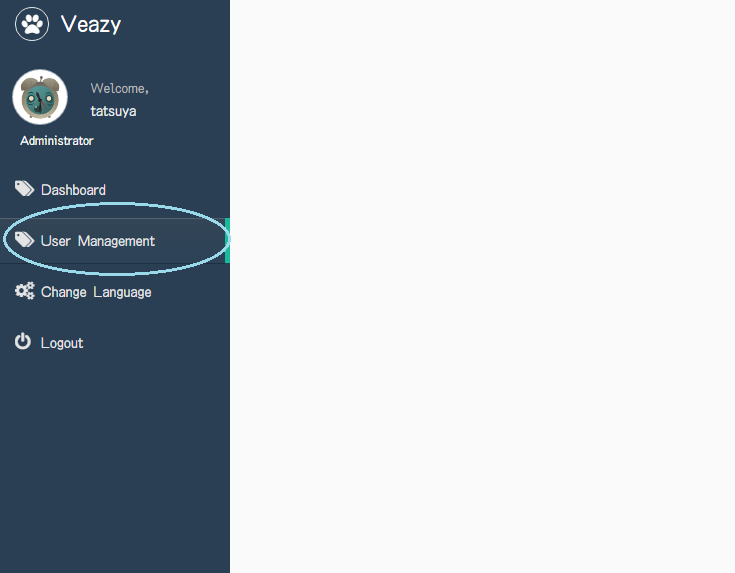 Veazy
Welcome,
tatsuya
Administrator
Dashboard
User Management
Change Language
Logout